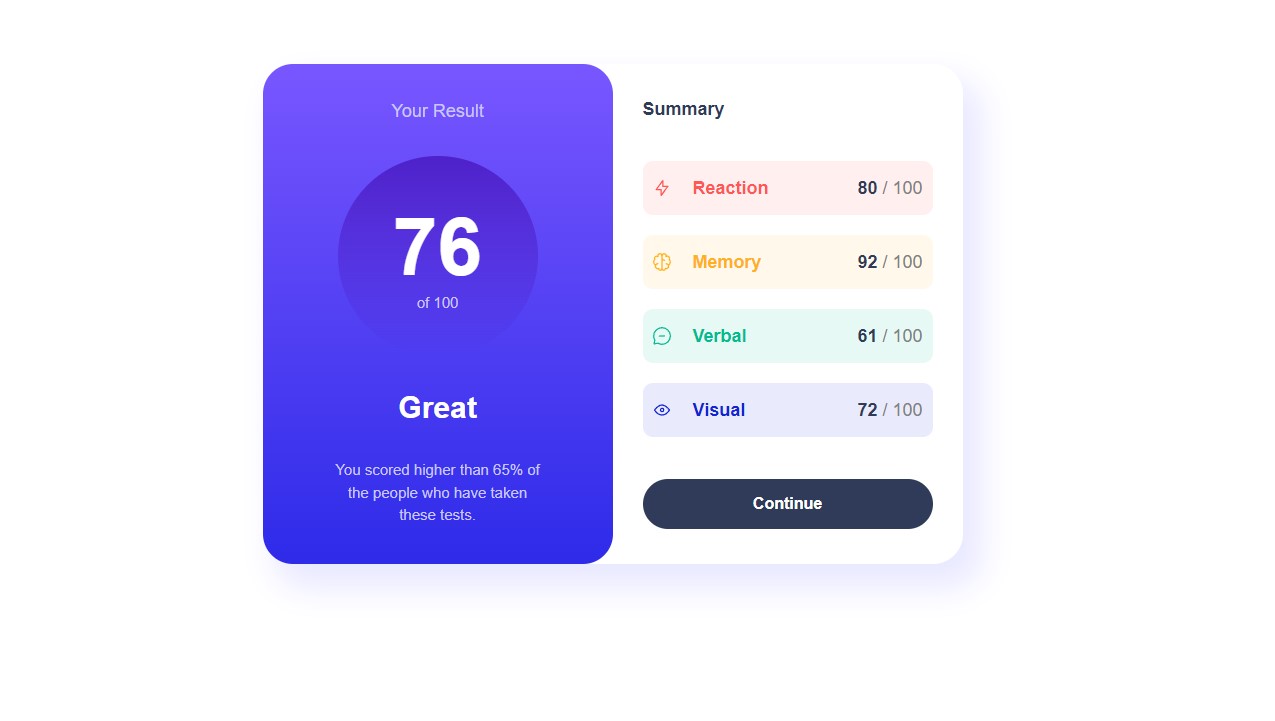 Your Result
76
of 100
Great
You scored higher than 65% of
the people who have taken
these tests.
Summary
Reaction 80 / 100
Memory 92 / 100
Verbal 61 / 100
Visual 72 / 100
Continue